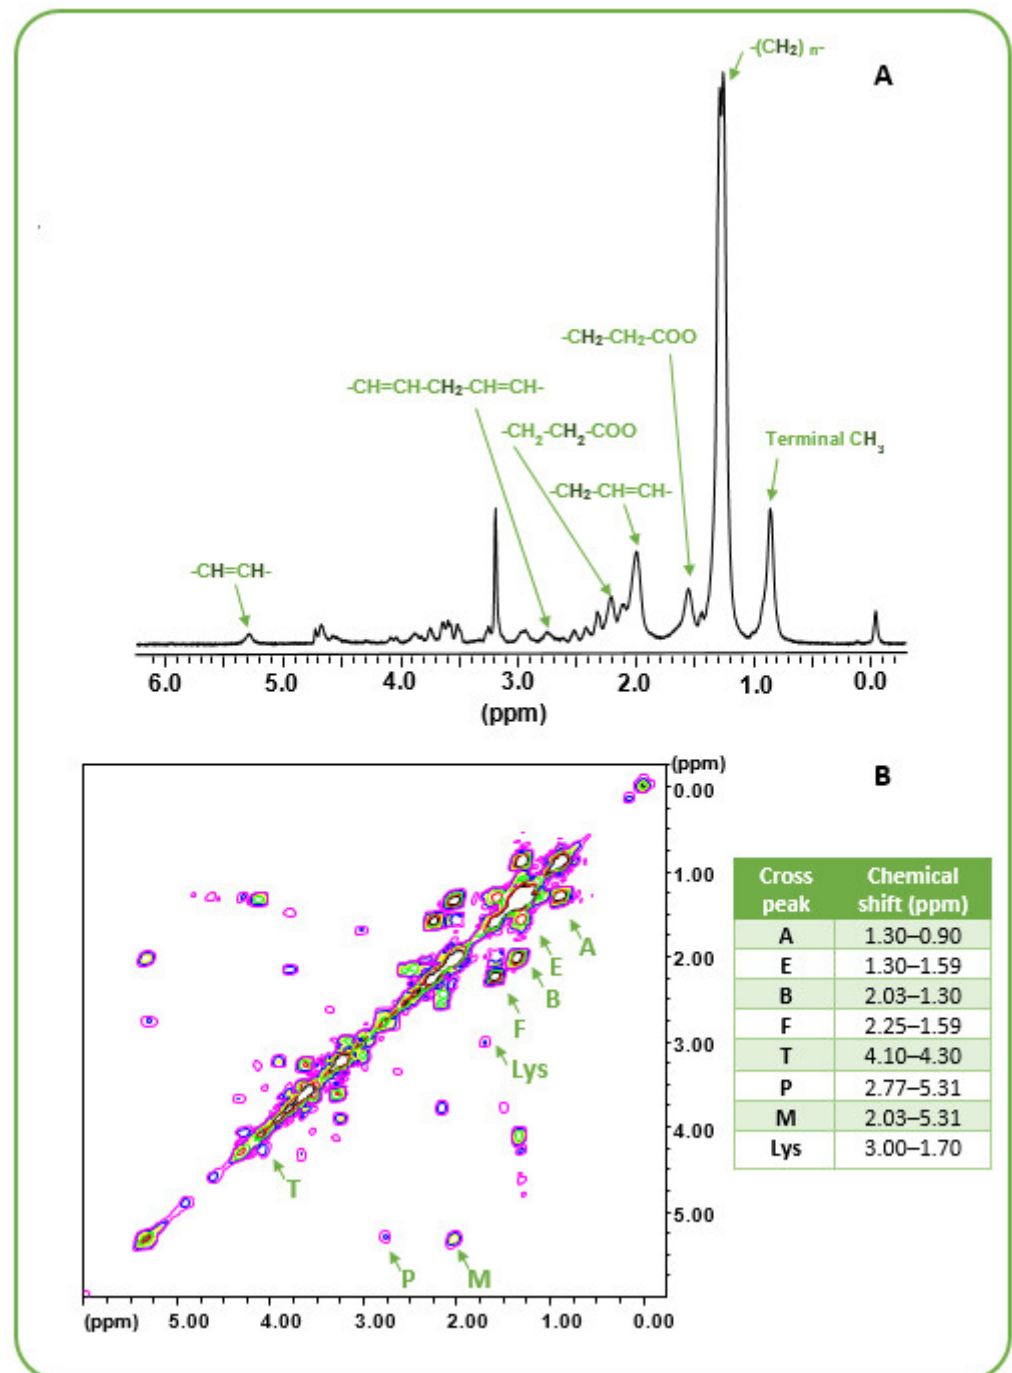 -(CH₂) n-
A
-CH₂-CH₂-COO
-CH=CH-CH₂-CH=CH-
-CH₂-CH₂-COO
Terminal CH₃
-CH₂-CH=CH-
-CH=CH-
6.0 5.0 4.0 3.0 2.0 1.0 0.0
(ppm)
(ppm)
B
0.00
1.00
2.00
3.00
4.00
5.00
A
E
B
F
Lys
T
P M
(ppm) 5.00 4.00 3.00 2.00 1.00 0.00
Cross peak Chemical shift (ppm)
A 1.30–0.90
E 1.30–1.59
B 2.03–1.30
F 2.25–1.59
T 4.10–4.30
P 2.77–5.31
M 2.03–5.31
Lys 3.00–1.70